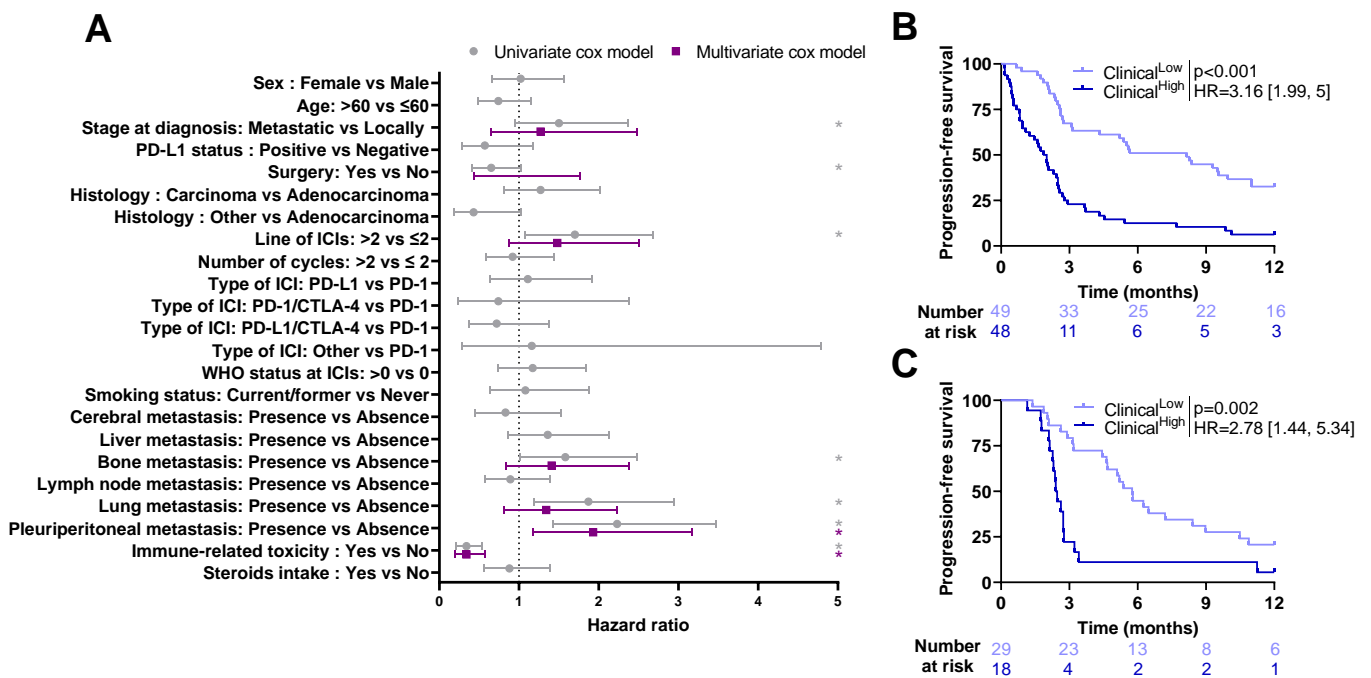 A
Univariate cox model
Multivariate cox model
Sex : Female vs Male
Age: >60 vs ≤60
Stage at diagnosis: Metastatic vs Locally
PD-L1 status : Positive vs Negative
Surgery: Yes vs No
Histology : Carcinoma vs Adenocarcinoma
Histology : Other vs Adenocarcinoma
Line of ICIs: >2 vs ≤2
Number of cycles: >2 vs ≤ 2
Type of ICI: PD-L1 vs PD-1
Type of ICI: PD-1/CTLA-4 vs PD-1
Type of ICI: PD-L1/CTLA-4 vs PD-1
Type of ICI: Other vs PD-1
WHO status at ICIs: >0 vs 0
Smoking status: Current/former vs Never
Cerebral metastasis: Presence vs Absence
Liver metastasis: Presence vs Absence
Bone metastasis: Presence vs Absence
Lymph node metastasis: Presence vs Absence
Lung metastasis: Presence vs Absence
Pleuriperitoneal metastasis: Presence vs Absence
Immune-related toxicity : Yes vs No
Steroids intake : Yes vs No
*
*
*
*
*
*
*
*
*
0 1 2 3 4 5
Hazard ratio
B
Progression-free survival
100
75
50
25
0
Clinical^Low p<0.001
Clinical^High HR=3.16 [1.99, 5]
0 3 6 9 12
Time (months)
Number at risk
49 33 25 22 16
48 11 6 5 3
C
Progression-free survival
100
75
50
25
0
Clinical^Low p=0.002
Clinical^High HR=2.78 [1.44, 5.34]
0 3 6 9 12
Time (months)
Number at risk
29 23 13 8 6
18 4 2 2 1